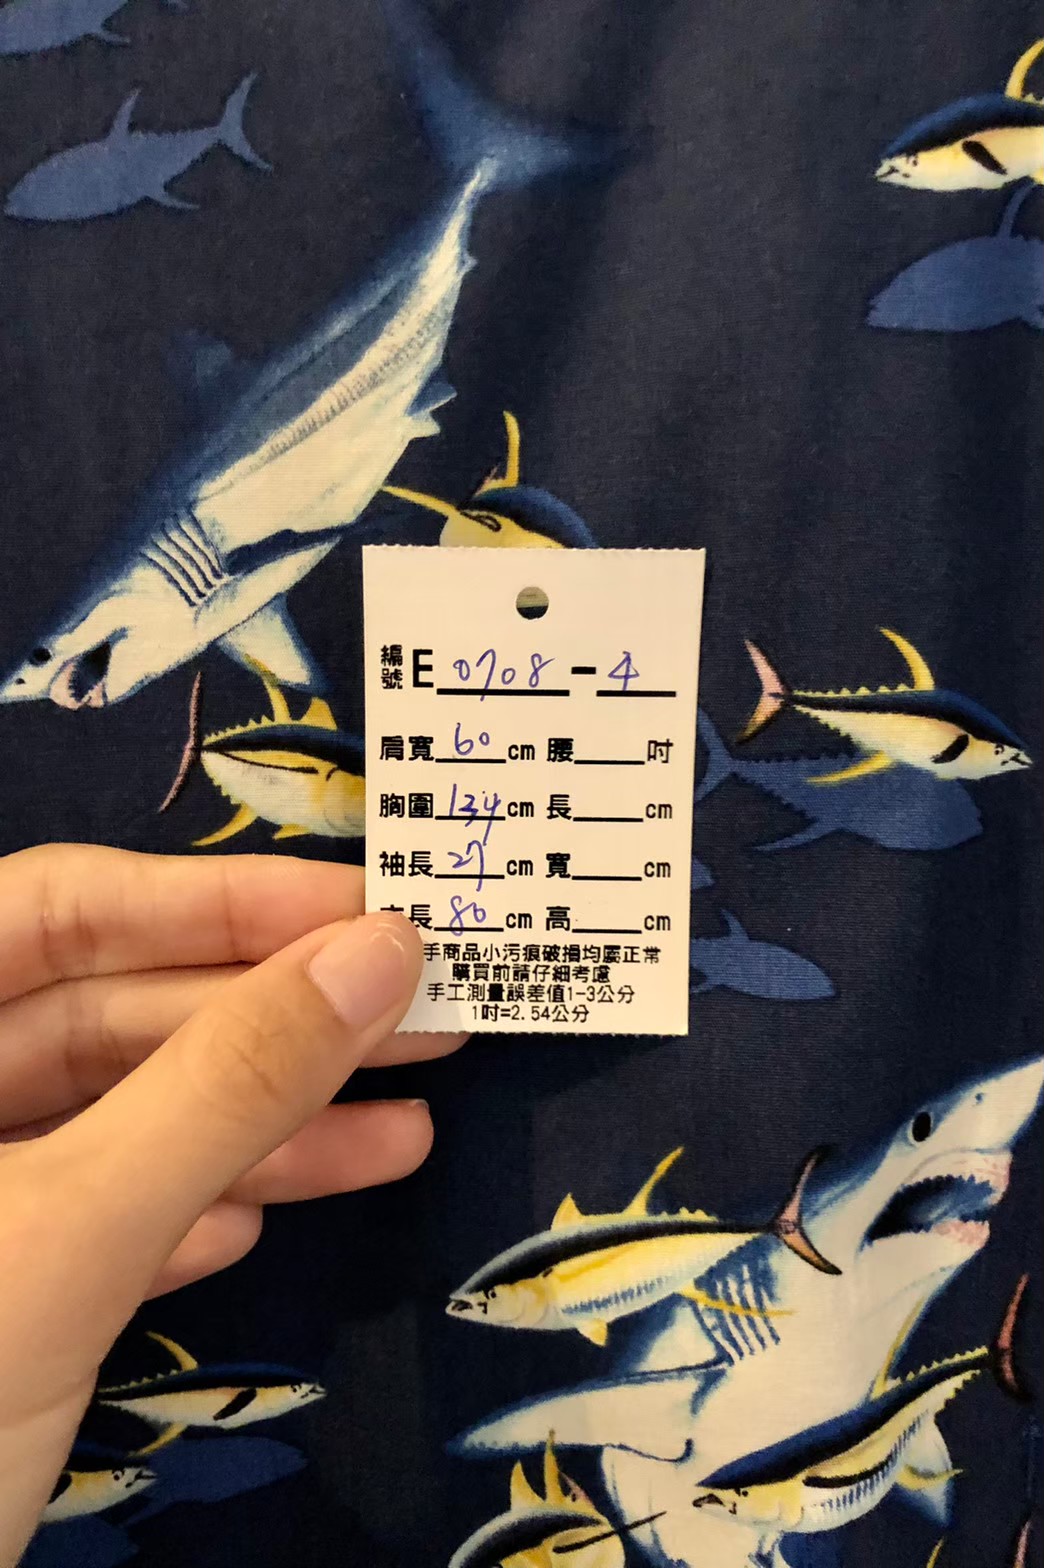 編號E 0708-4
肩寬 60 cm 腰 吋
胸圍 134 cm 長 cm
袖長 27 cm 寬 cm
長 80 cm 高 cm
手商品小污痕破損均屬正常
購買前請仔細考慮
手工測量誤差值1-3公分
1吋=2.54公分